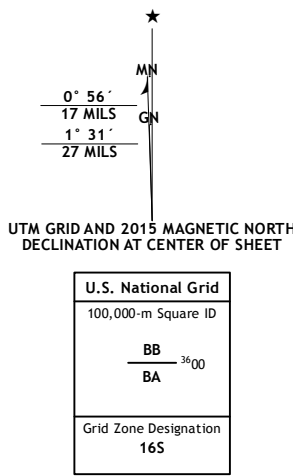 ★
MN
0° 56´
17 MILS
GN
1° 31´
27 MILS
UTM GRID AND 2015 MAGNETIC NORTH
DECLINATION AT CENTER OF SHEET
U.S. National Grid
100,000-m Square ID
BB
3600
BA
Grid Zone Designation
16S